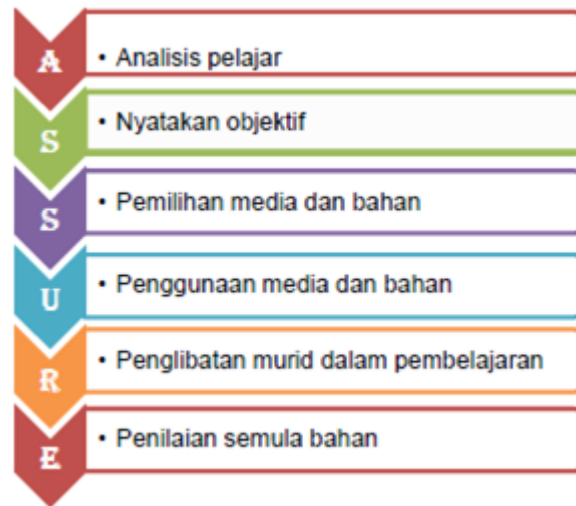 A
• Analisis pelajar
S
• Nyatakan objektif
S
• Pemilihan media dan bahan
U
• Penggunaan media dan bahan
R
• Penglibatan murid dalam pembelajaran
E
• Penilaian semula bahan